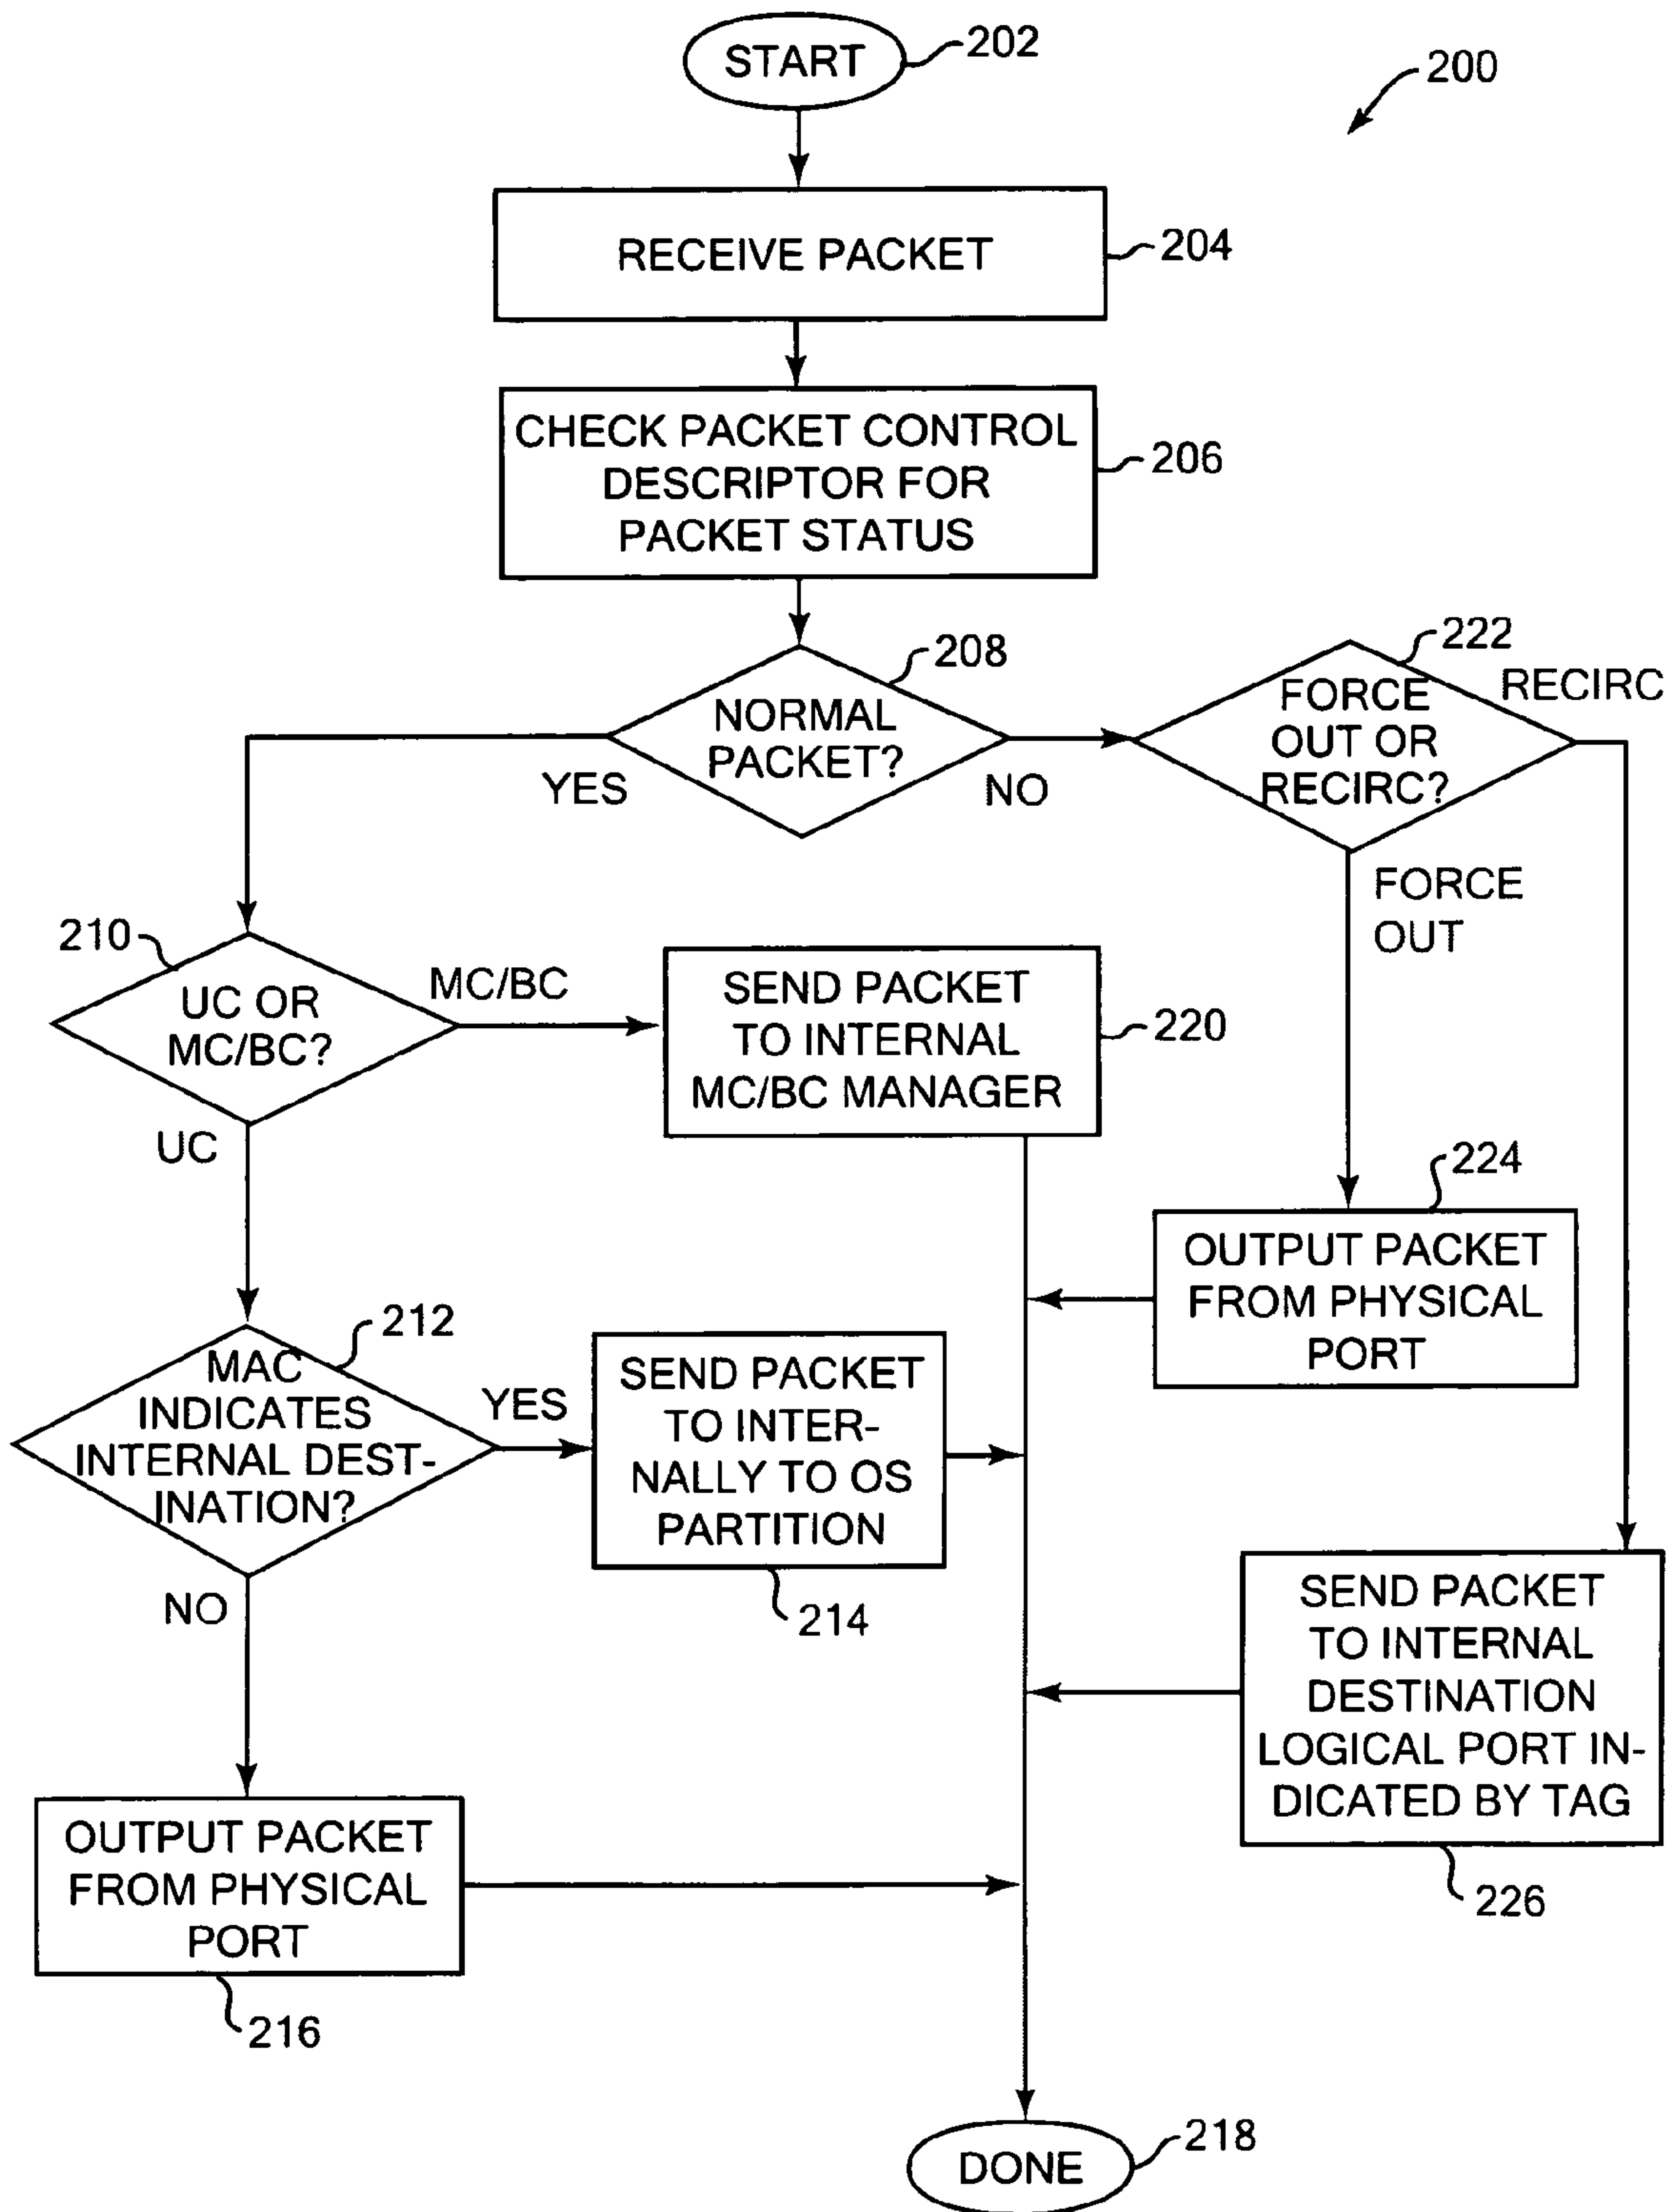 START
202
200
RECEIVE PACKET
204
CHECK PACKET CONTROL
DESCRIPTOR FOR
PACKET STATUS
206
208
NORMAL
PACKET?
YES
NO
222
FORCE
OUT OR
RECIRC?
RECIRC
FORCE
OUT
210
UC OR
MC/BC?
MC/BC
UC
SEND PACKET
TO INTERNAL
MC/BC MANAGER
220
224
OUTPUT PACKET
FROM PHYSICAL
PORT
212
MAC
INDICATES
INTERNAL DEST-
INATION?
YES
NO
SEND PACKET
TO INTER-
NALLY TO OS
PARTITION
214
SEND PACKET
TO INTERNAL
DESTINATION
LOGICAL PORT IN-
DICATED BY TAG
226
OUTPUT PACKET
FROM PHYSICAL
PORT
216
DONE
218